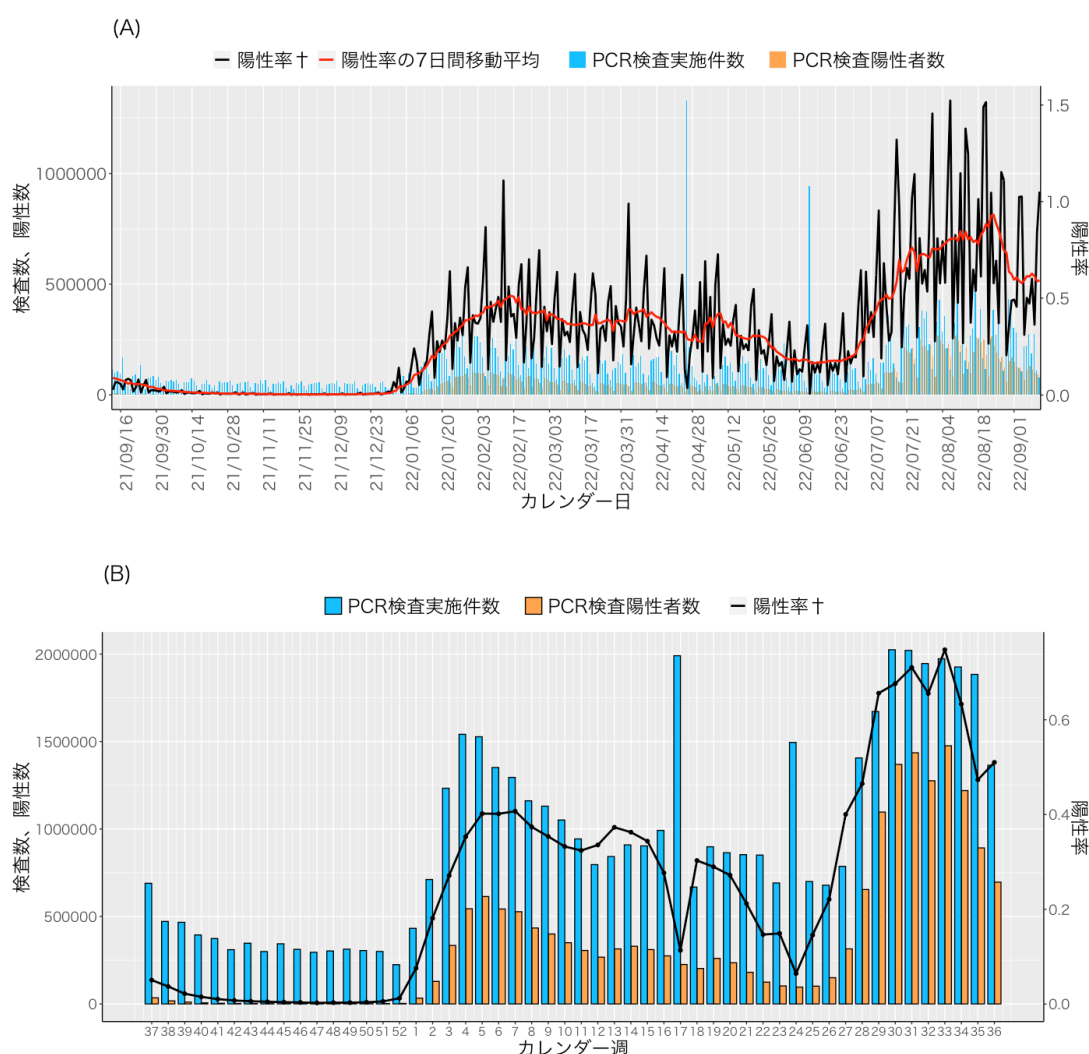 (A)
陽性率† 陽性率の7日間移動平均 PCR検査実施件数 PCR検査陽性者数
検査数、陽性数
1000000
500000
0
1.5
1.0
0.5
0.0
陽性率
21/09/16 21/09/30 21/10/14 21/10/28 21/11/11 21/11/25 21/12/09 21/12/23 22/01/06 22/01/20 22/02/03 22/02/17 22/03/03 22/03/17 22/03/31 22/04/14 22/04/28 22/05/12 22/05/26 22/06/09 22/06/23 22/07/07 22/07/21 22/08/04 22/08/18 22/09/01
カレンダー日
(B)
PCR検査実施件数 PCR検査陽性者数 陽性率†
検査数、陽性数
2000000
1500000
1000000
500000
0
0.6
0.4
0.2
0.0
陽性率
37 38 39 40 41 42 43 44 45 46 47 48 49 50 51 52 1 2 3 4 5 6 7 8 9 10 11 12 13 14 15 16 17 18 19 20 21 22 23 24 25 26 27 28 29 30 31 32 33 34 35 36
カレンダー週